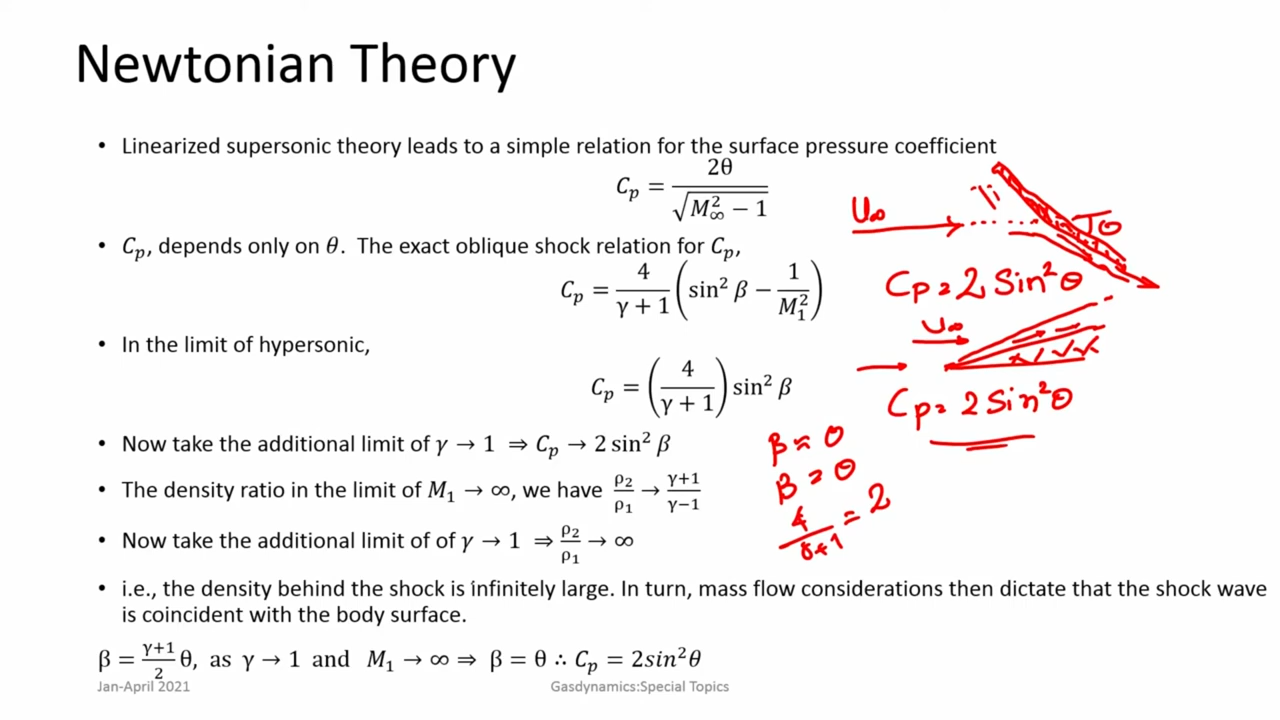 Newtonian Theory
• Linearized supersonic theory leads to a simple relation for the surface pressure coefficient
C_p = 2θ / √(M_∞² − 1)
• C_p, depends only on θ. The exact oblique shock relation for C_p,
C_p = 4/(γ + 1) (sin² β − 1/M₁²)
• In the limit of hypersonic,
C_p = (4/(γ + 1)) sin² β
• Now take the additional limit of γ → 1 ⇒ C_p → 2 sin² β
• The density ratio in the limit of M₁ → ∞, we have ρ₂/ρ₁ → (γ+1)/(γ−1)
• Now take the additional limit of of γ → 1 ⇒ ρ₂/ρ₁ → ∞
• i.e., the density behind the shock is infinitely large. In turn, mass flow considerations then dictate that the shock wave
is coincident with the body surface.
β = (γ+1)/2 θ, as γ → 1 and M₁ → ∞ ⇒ β = θ ∴ C_p = 2sin²θ
U∞
θ
Cp = 2 Sin²θ
U∞
Cp = 2 Sin²θ
β ≈ θ
β = θ
4/(γ+1) = 2
Jan-April 2021
Gasdynamics:Special Topics